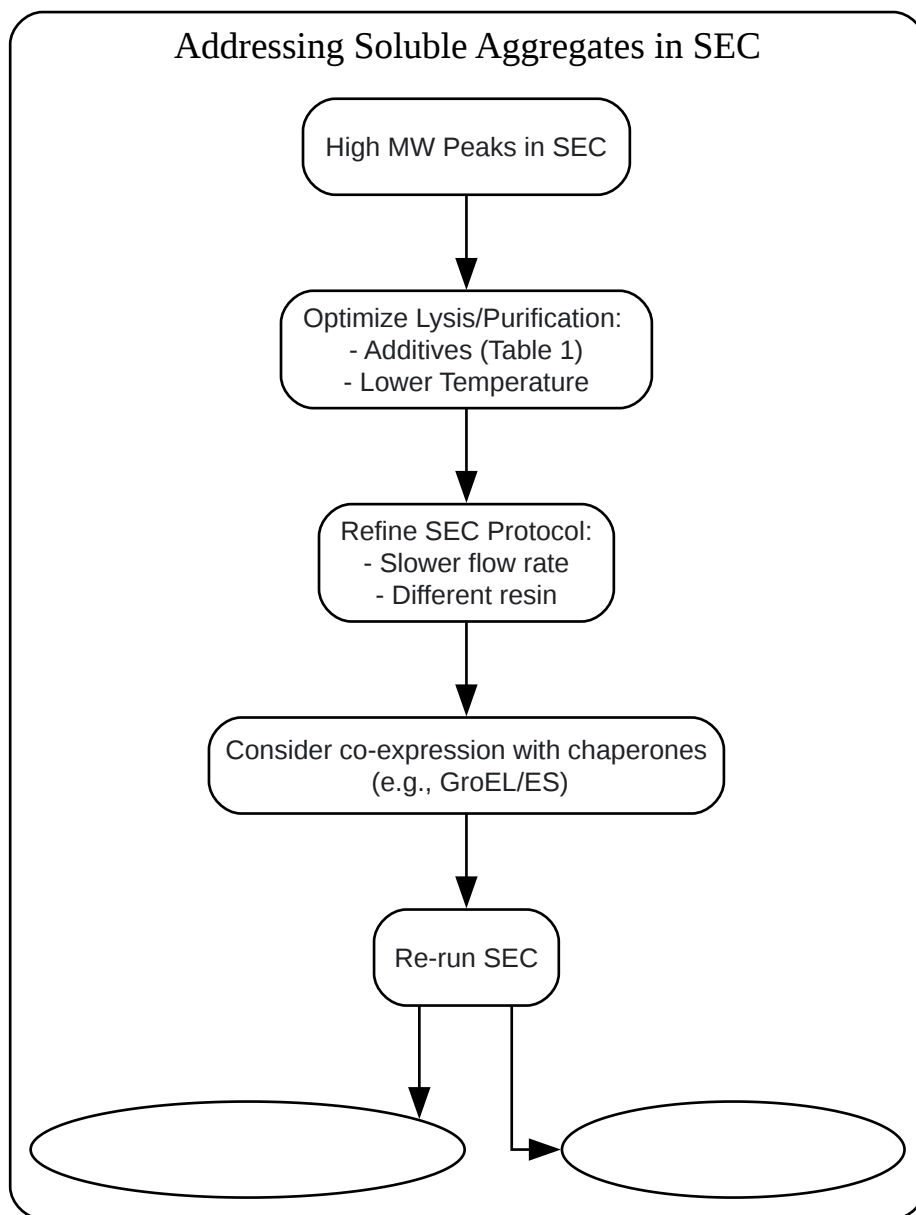 Addressing Soluble Aggregates in SEC
High MW Peaks in SEC
Optimize Lysis/Purification:
- Additives (Table 1)
- Lower Temperature
Refine SEC Protocol:
- Slower flow rate
- Different resin
Consider co-expression with chaperones
(e.g., GroEL/ES)
Re-run SEC